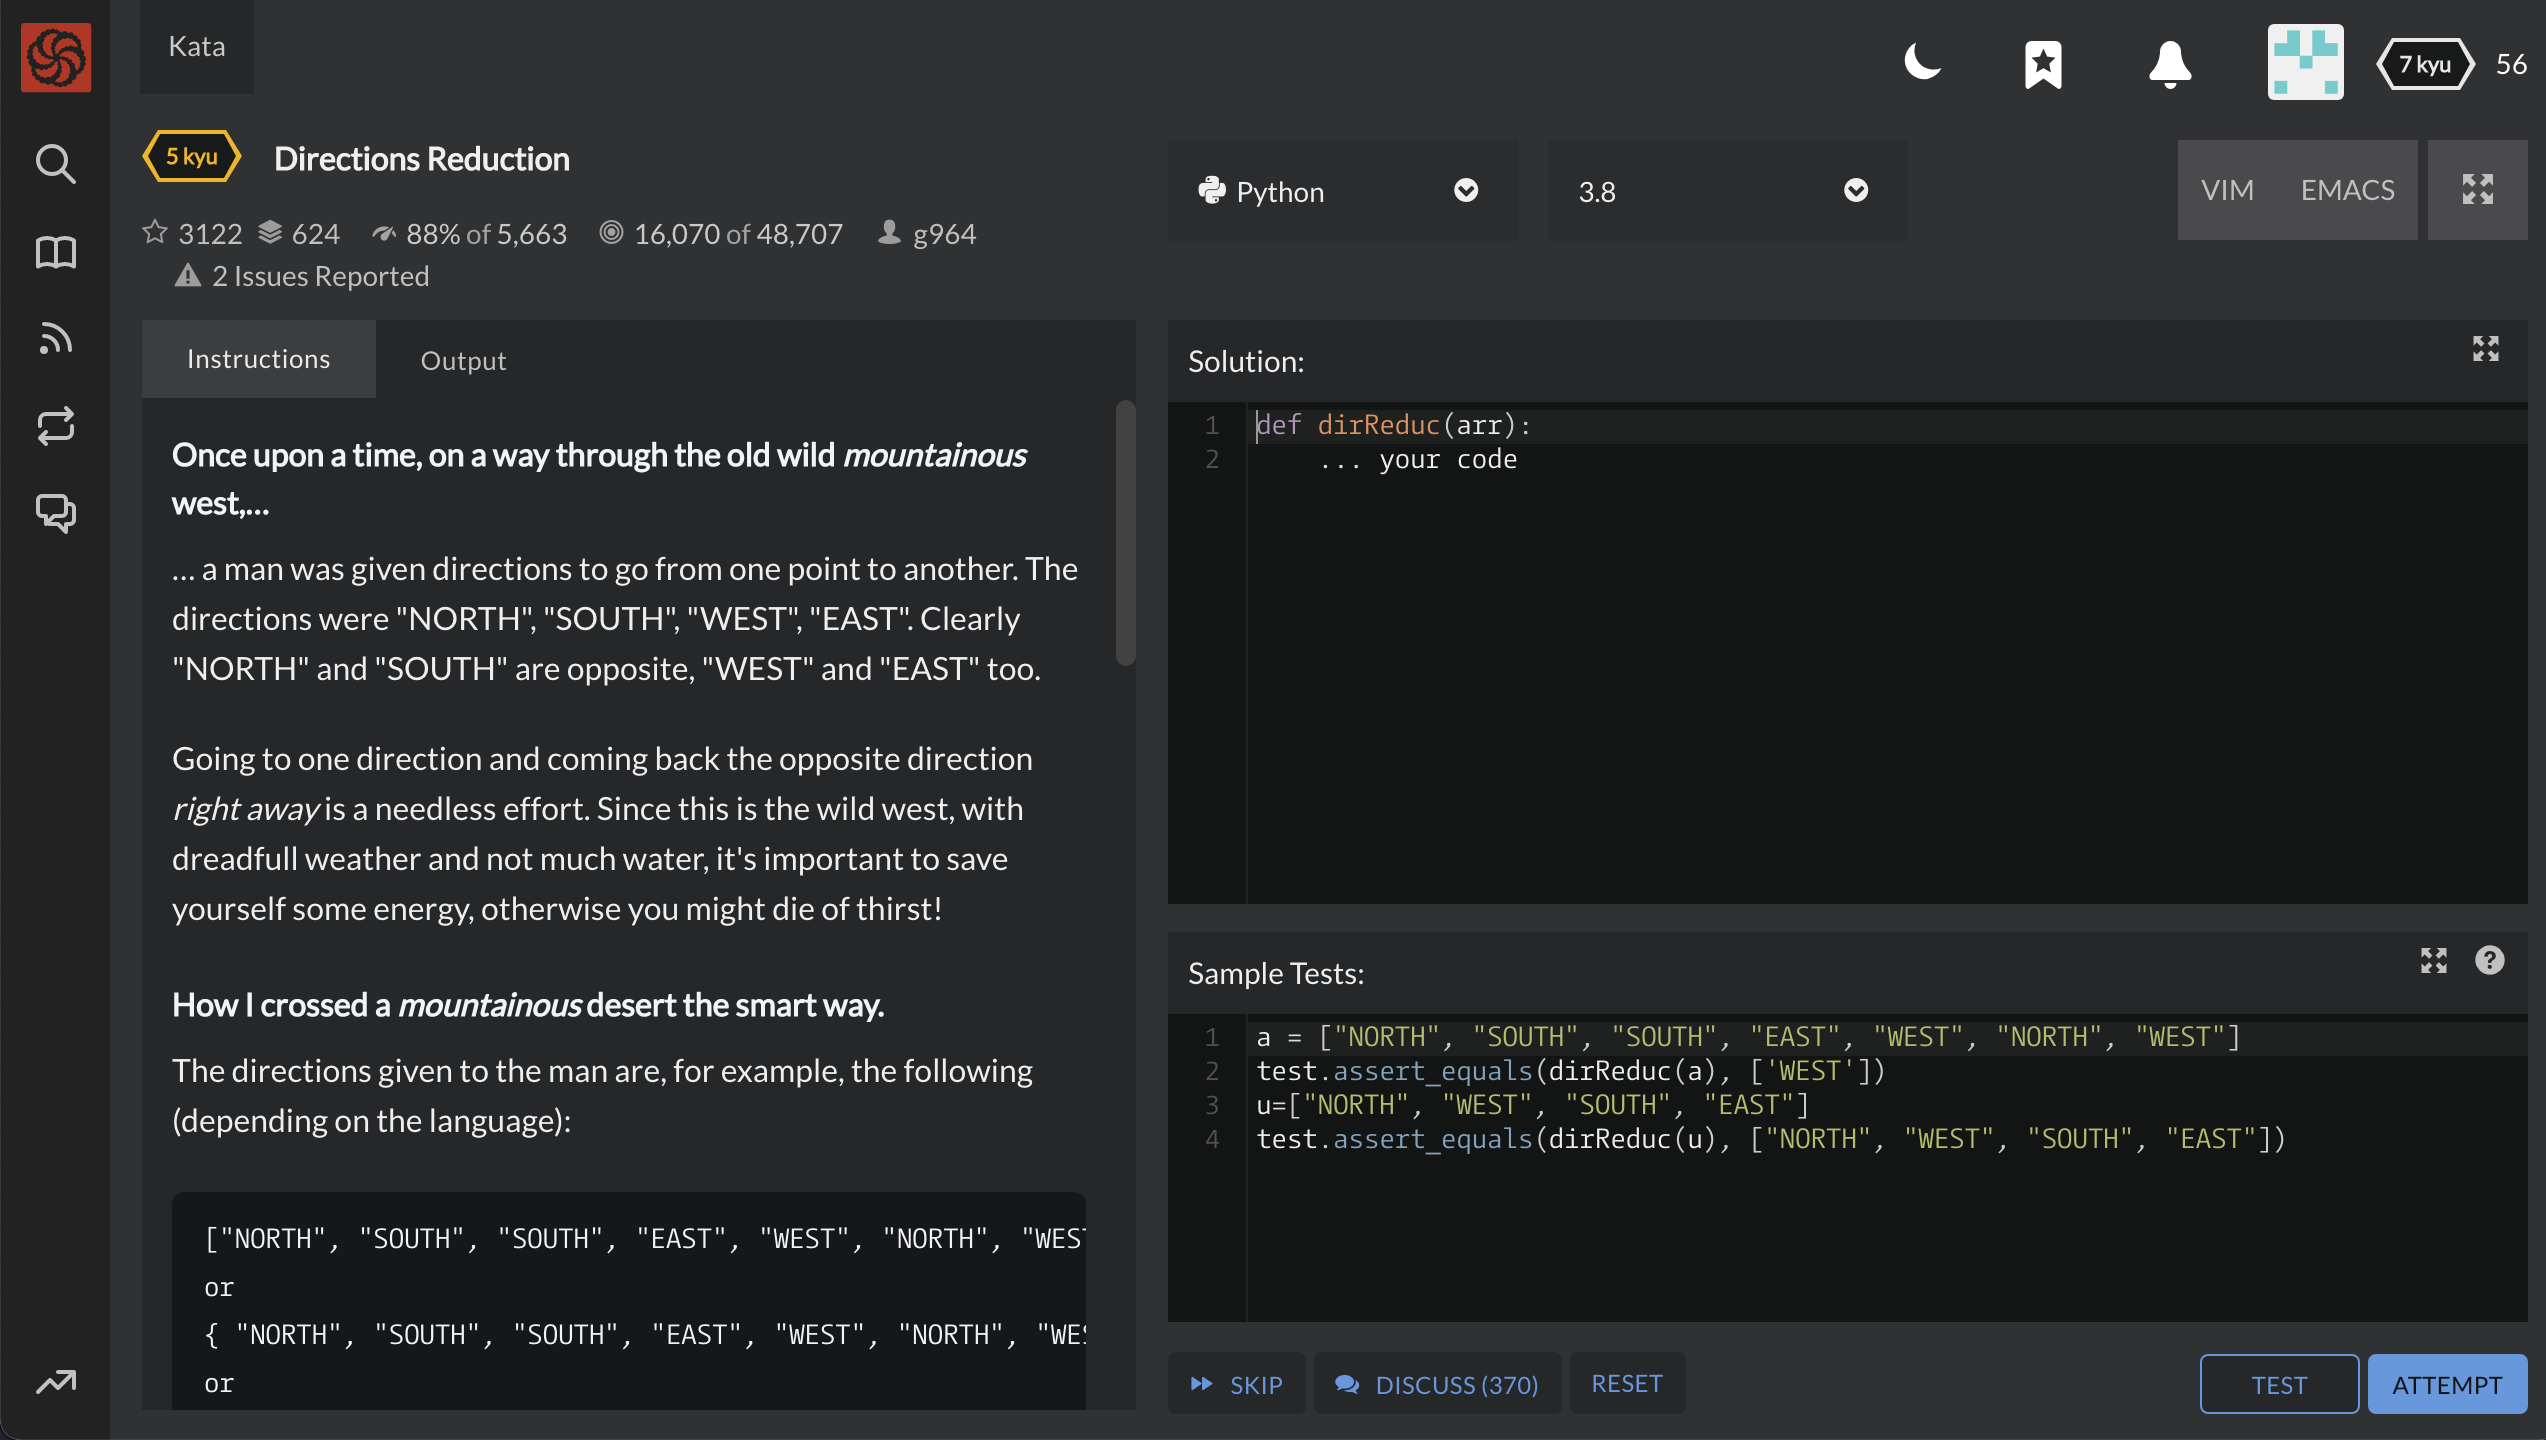 Kata
7 kyu
56
5 kyu
Directions Reduction
3122
624
88% of 5,663
16,070 of 48,707
g964
2 Issues Reported
Python
3.8
VIM
EMACS
Instructions
Output
Once upon a time, on a way through the old wild mountainous
west,…
… a man was given directions to go from one point to another. The
directions were "NORTH", "SOUTH", "WEST", "EAST". Clearly
"NORTH" and "SOUTH" are opposite, "WEST" and "EAST" too.
Going to one direction and coming back the opposite direction
right away is a needless effort. Since this is the wild west, with
dreadfull weather and not much water, it's important to save
yourself some energy, otherwise you might die of thirst!
How I crossed a mountainous desert the smart way.
The directions given to the man are, for example, the following
(depending on the language):
["NORTH", "SOUTH", "SOUTH", "EAST", "WEST", "NORTH", "WEST
or
{ "NORTH", "SOUTH", "SOUTH", "EAST", "WEST", "NORTH", "WES
or
Solution:
1 def dirReduc(arr):
2     ... your code
Sample Tests:
1 a = ["NORTH", "SOUTH", "SOUTH", "EAST", "WEST", "NORTH", "WEST"]
2 test.assert_equals(dirReduc(a), ['WEST'])
3 u=["NORTH", "WEST", "SOUTH", "EAST"]
4 test.assert_equals(dirReduc(u), ["NORTH", "WEST", "SOUTH", "EAST"])
SKIP
DISCUSS (370)
RESET
TEST
ATTEMPT